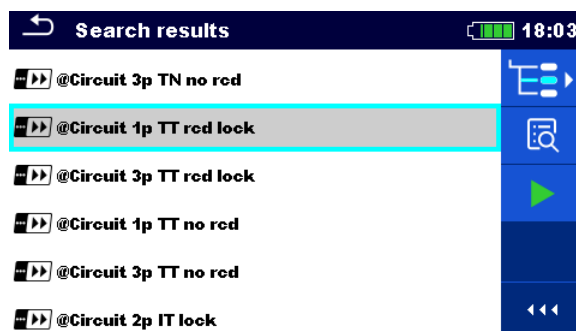 Search results
18:03
@Circuit 3p TN no rcd
@Circuit 1p TT rcd lock
@Circuit 3p TT rcd lock
@Circuit 1p TT no rcd
@Circuit 3p TT no rcd
@Circuit 2p IT lock